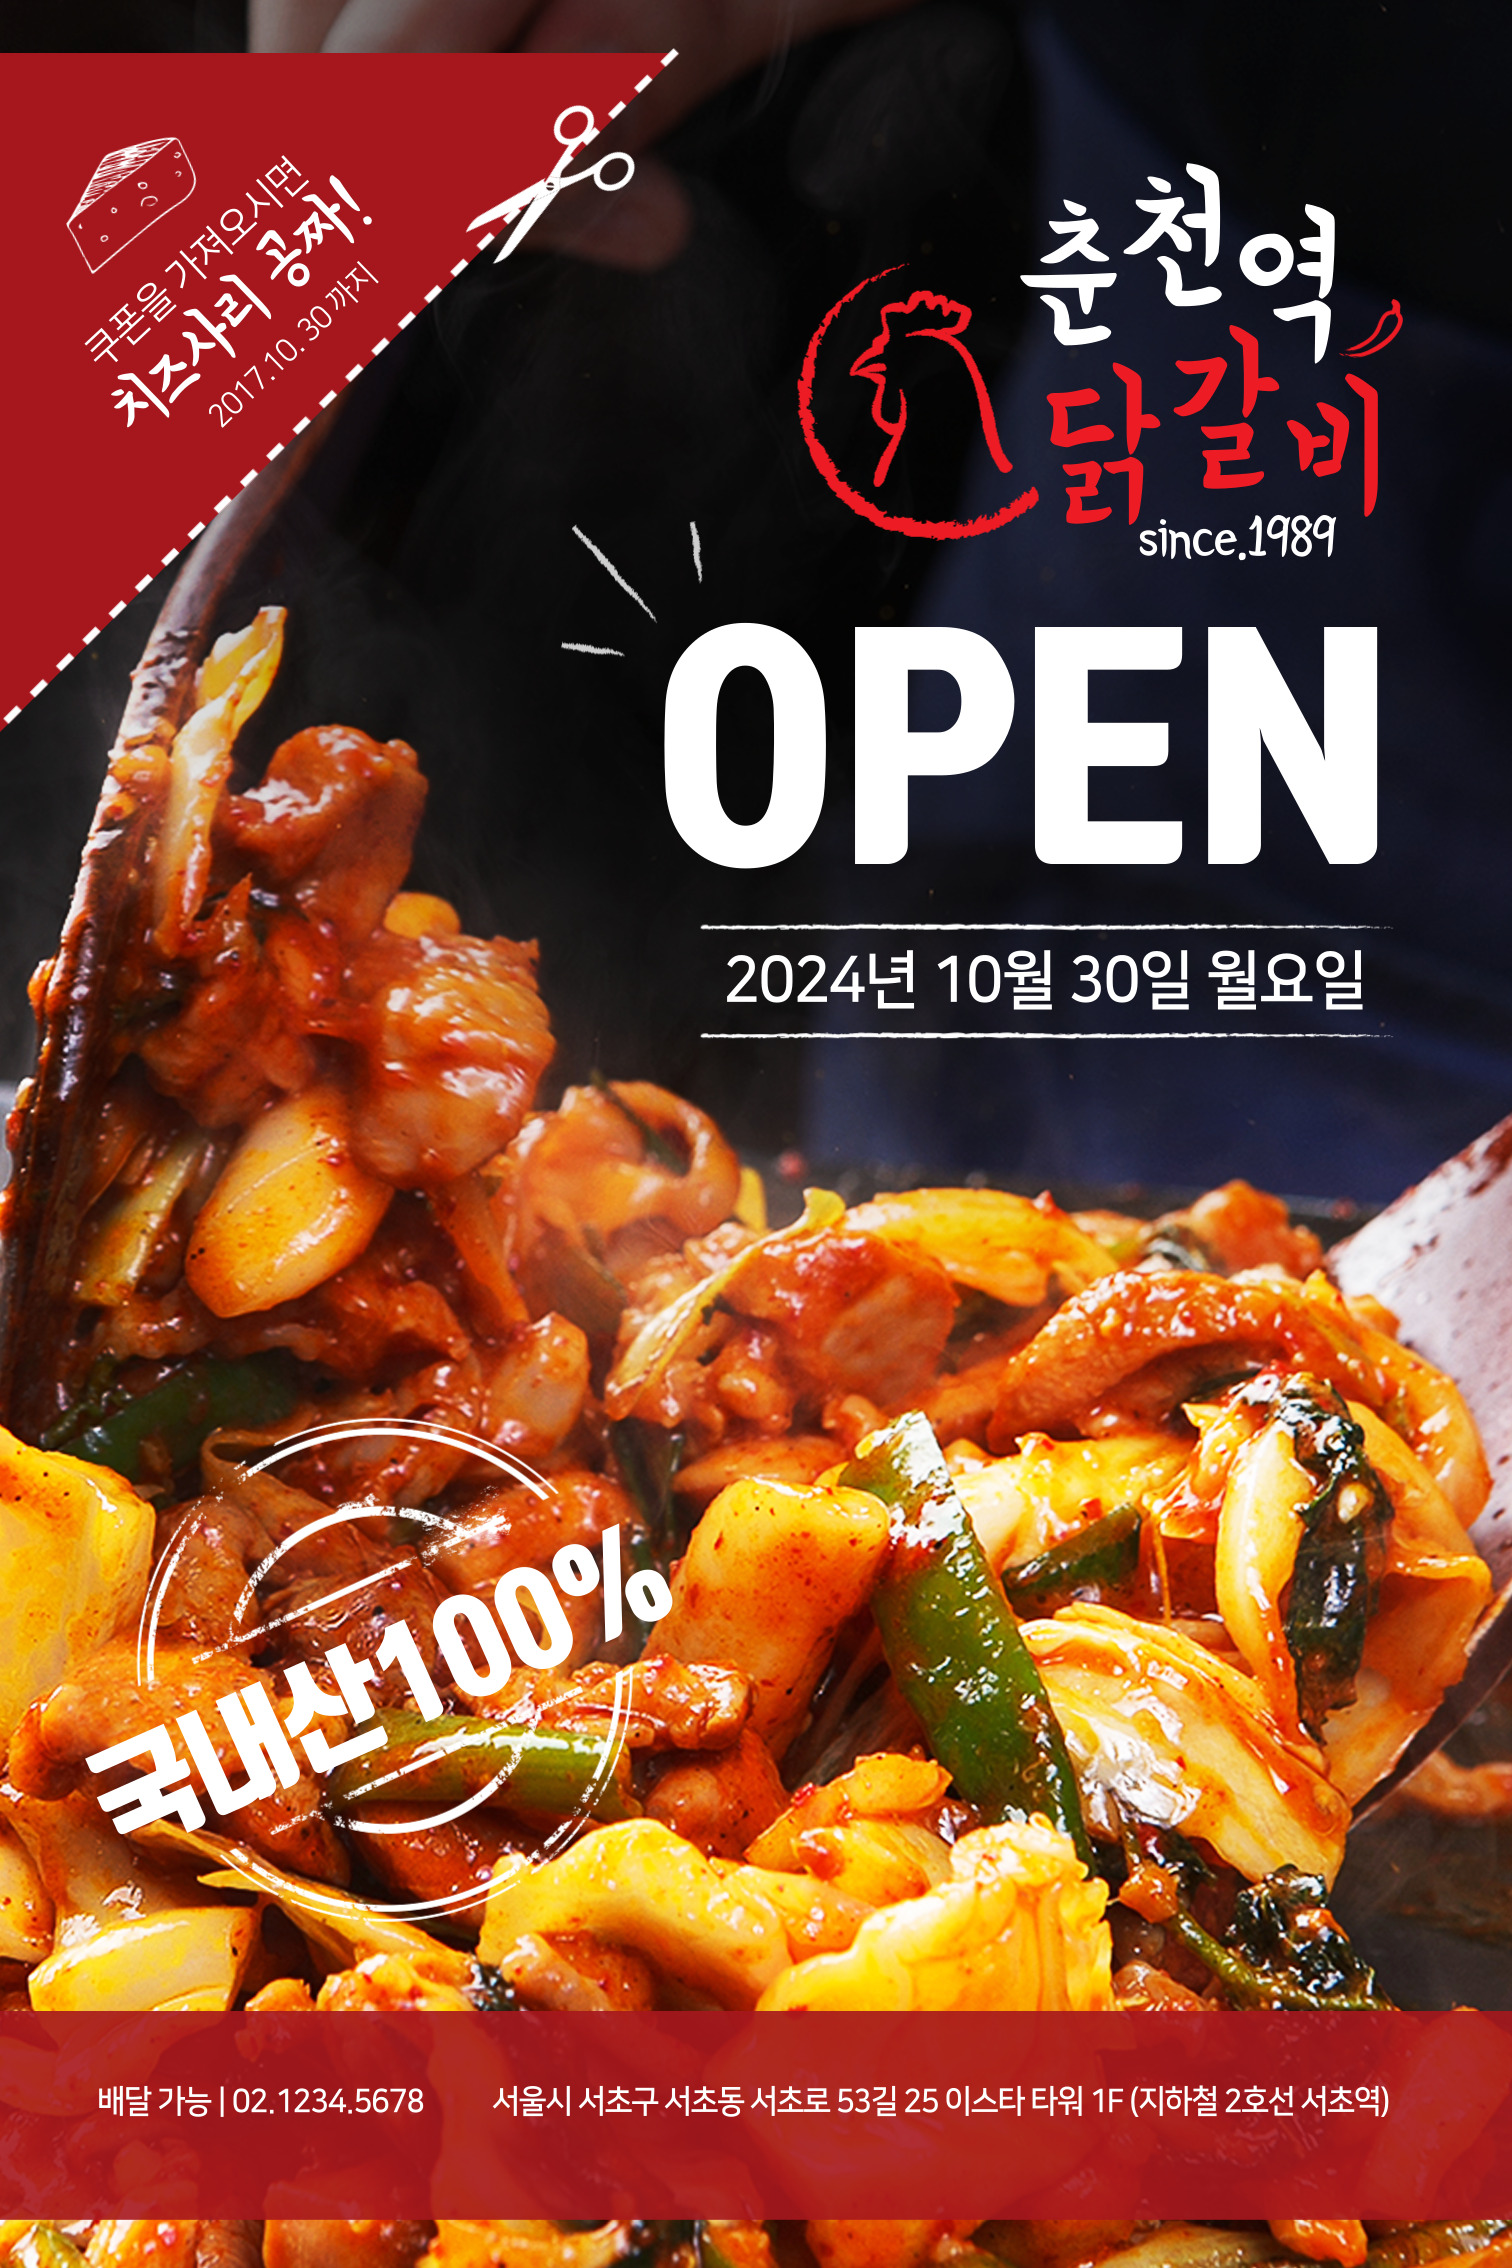 쿠폰을 가져오시면
치즈사리 공짜!
2017.10. 30까지
춘천역
닭갈비
since.1989
OPEN
2024년 10월 30일 월요일
국내산100%
배달 가능 | 02.1234.5678
서울시 서초구 서초동 서초로 53길 25 이스타 타워 1F (지하철 2호선 서초역)